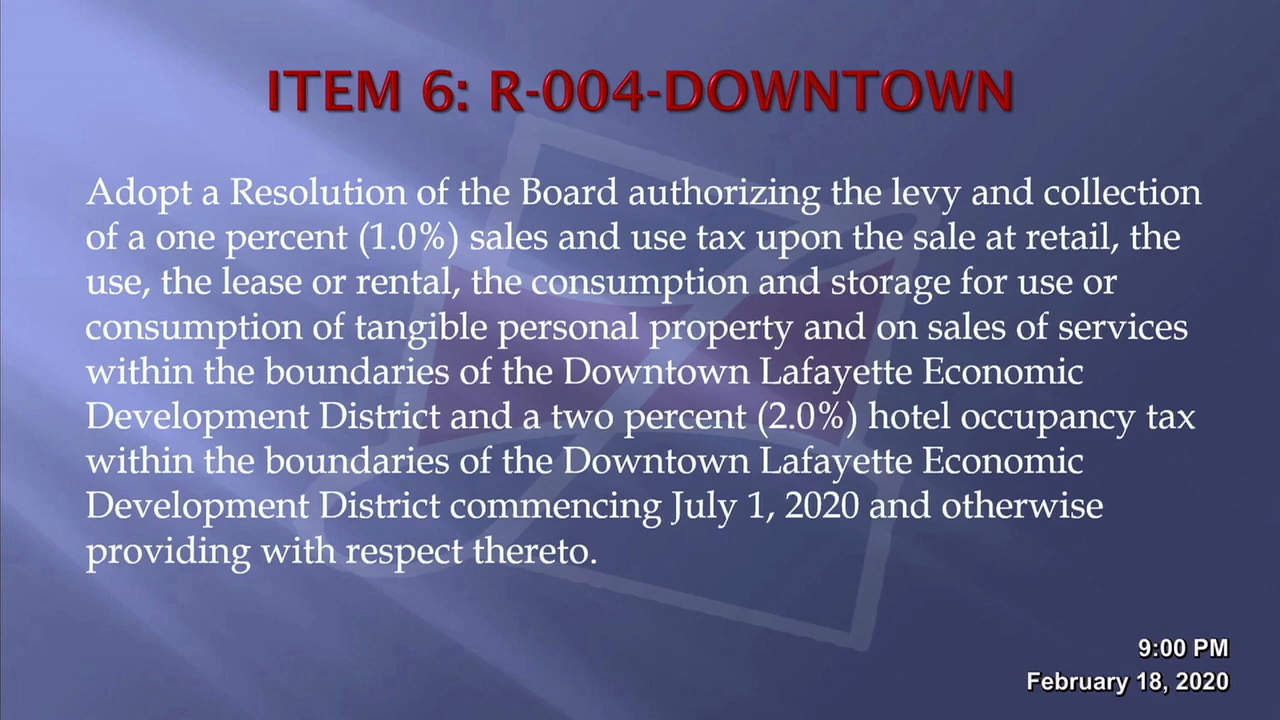 ITEM 6: R-004-DOWNTOWN
Adopt a Resolution of the Board authorizing the levy and collection
of a one percent (1.0%) sales and use tax upon the sale at retail, the
use, the lease or rental, the consumption and storage for use or
consumption of tangible personal property and on sales of services
within the boundaries of the Downtown Lafayette Economic
Development District and a two percent (2.0%) hotel occupancy tax
within the boundaries of the Downtown Lafayette Economic
Development District commencing July 1, 2020 and otherwise
providing with respect thereto.
9:00 PM
February 18, 2020